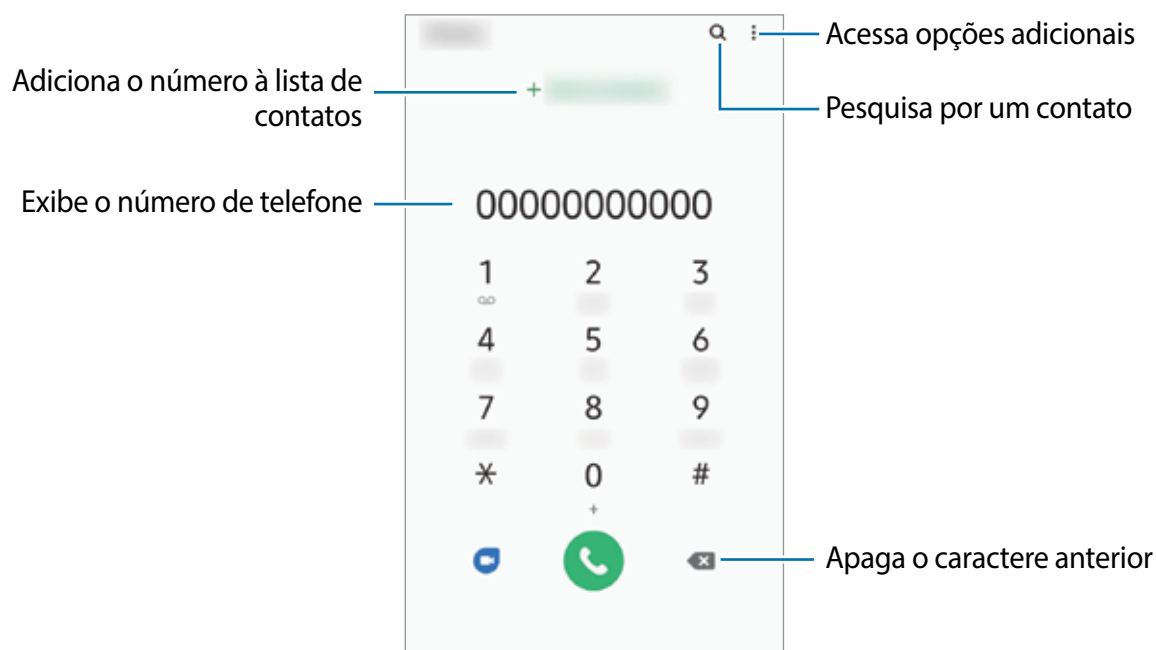 Acessa opções adicionais
Adiciona o número à lista de
contatos
+
Pesquisa por um contato
Exibe o número de telefone
00000000000
1 2 3
4 5 6
7 8 9
* 0 #
+
Apaga o caractere anterior